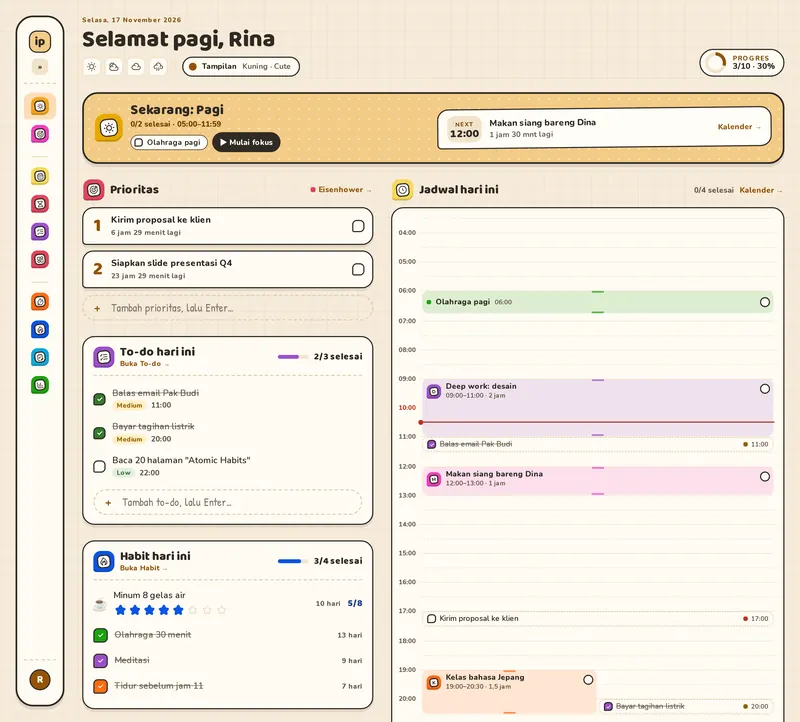 ip
»
R
Selasa, 17 November 2026
Selamat pagi, Rina
Tampilan Kuning · Cute
PROGRES
3/10 · 30%
Sekarang: Pagi
0/2 selesai · 05:00–11:59
Olahraga pagi
▶ Mulai fokus
NEXT
12:00
Makan siang bareng Dina
1 jam 30 mnt lagi
Kalender →
Prioritas
Eisenhower →
1
Kirim proposal ke klien
6 jam 29 menit lagi
2
Siapkan slide presentasi Q4
23 jam 29 menit lagi
+ Tambah prioritas, lalu Enter...
To-do hari ini
Buka To-do →
2/3 selesai
Balas email Pak Budi
Medium 11:00
Bayar tagihan listrik
Medium 20:00
Baca 20 halaman "Atomic Habits"
Low 22:00
+ Tambah to-do, lalu Enter...
Habit hari ini
Buka Habit →
3/4 selesai
Minum 8 gelas air
10 hari 5/8
Olahraga 30 menit
13 hari
Meditasi
9 hari
Tidur sebelum jam 11
7 hari
Jadwal hari ini
0/4 selesai Kalender →
04:00
05:00
06:00
Olahraga pagi 06:00
07:00
08:00
09:00
Deep work: desain
09:00–11:00 · 2 jam
10:00
11:00
Balas email Pak Budi
11:00
12:00
Makan siang bareng Dina
12:00–13:00 · 1 jam
13:00
14:00
15:00
16:00
17:00
Kirim proposal ke klien
17:00
18:00
19:00
Kelas bahasa Jepang
19:00–20:30 · 1,5 jam
20:00
Bayar tagihan listrik
20:00